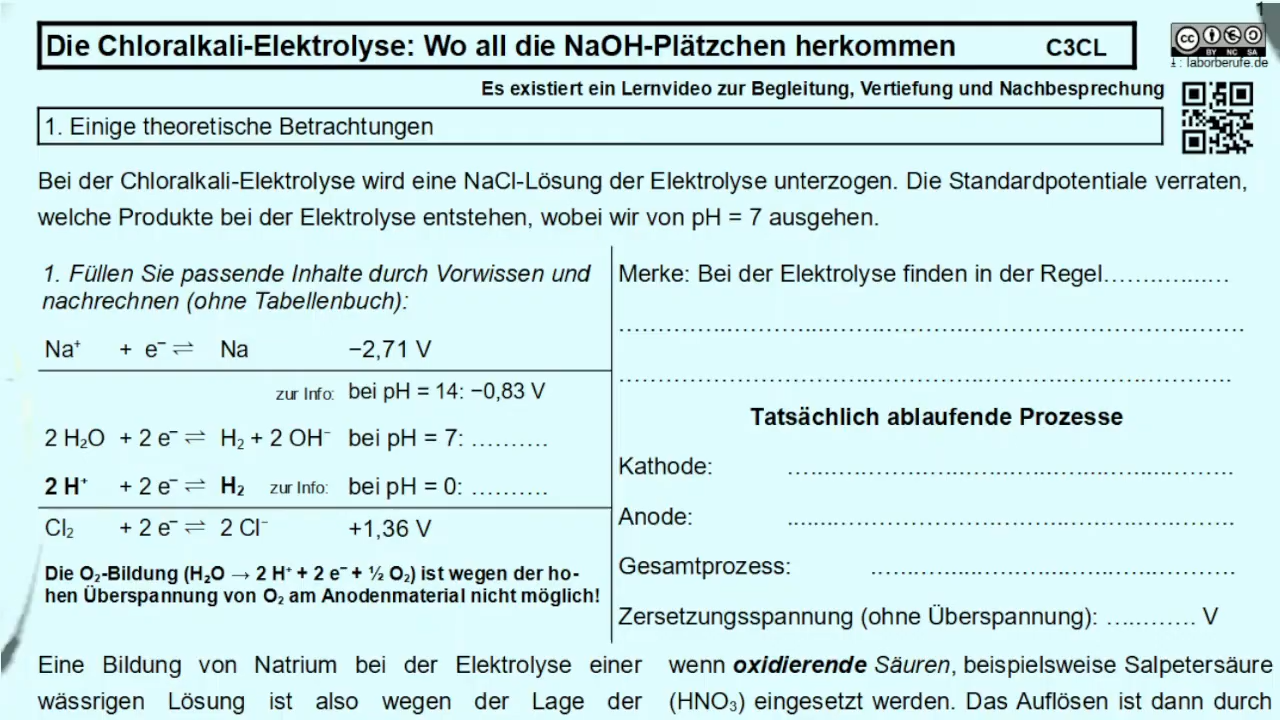 Die Chloralkali-Elektrolyse: Wo all die NaOH-Plätzchen herkommen C3CL
cc BY NC SA
: laborberufe.de
Es existiert ein Lernvideo zur Begleitung, Vertiefung und Nachbesprechung
1. Einige theoretische Betrachtungen
Bei der Chloralkali-Elektrolyse wird eine NaCl-Lösung der Elektrolyse unterzogen. Die Standardpotentiale verraten,
welche Produkte bei der Elektrolyse entstehen, wobei wir von pH = 7 ausgehen.
1. Füllen Sie passende Inhalte durch Vorwissen und
nachrechnen (ohne Tabellenbuch):
Na⁺ + e⁻ ⇌ Na −2,71 V
zur Info: bei pH = 14: −0,83 V
2 H₂O + 2 e⁻ ⇌ H₂ + 2 OH⁻ bei pH = 7: ……….
2 H⁺ + 2 e⁻ ⇌ H₂ zur Info: bei pH = 0: ……….
Cl₂ + 2 e⁻ ⇌ 2 Cl⁻ +1,36 V
Die O₂-Bildung (H₂O → 2 H⁺ + 2 e⁻ + ½ O₂) ist wegen der ho-
hen Überspannung von O₂ am Anodenmaterial nicht möglich!
Merke: Bei der Elektrolyse finden in der Regel……………
…………………………………………………………
…………………………………………………………
Tatsächlich ablaufende Prozesse
Kathode: ……………………………………
Anode: ……………………………………
Gesamtprozess: ……………………………
Zersetzungsspannung (ohne Überspannung): ……….. V
Eine Bildung von Natrium bei der Elektrolyse einer
wässrigen Lösung ist also wegen der Lage der
wenn oxidierende Säuren, beispielsweise Salpetersäure
(HNO₃) eingesetzt werden. Das Auflösen ist dann durch